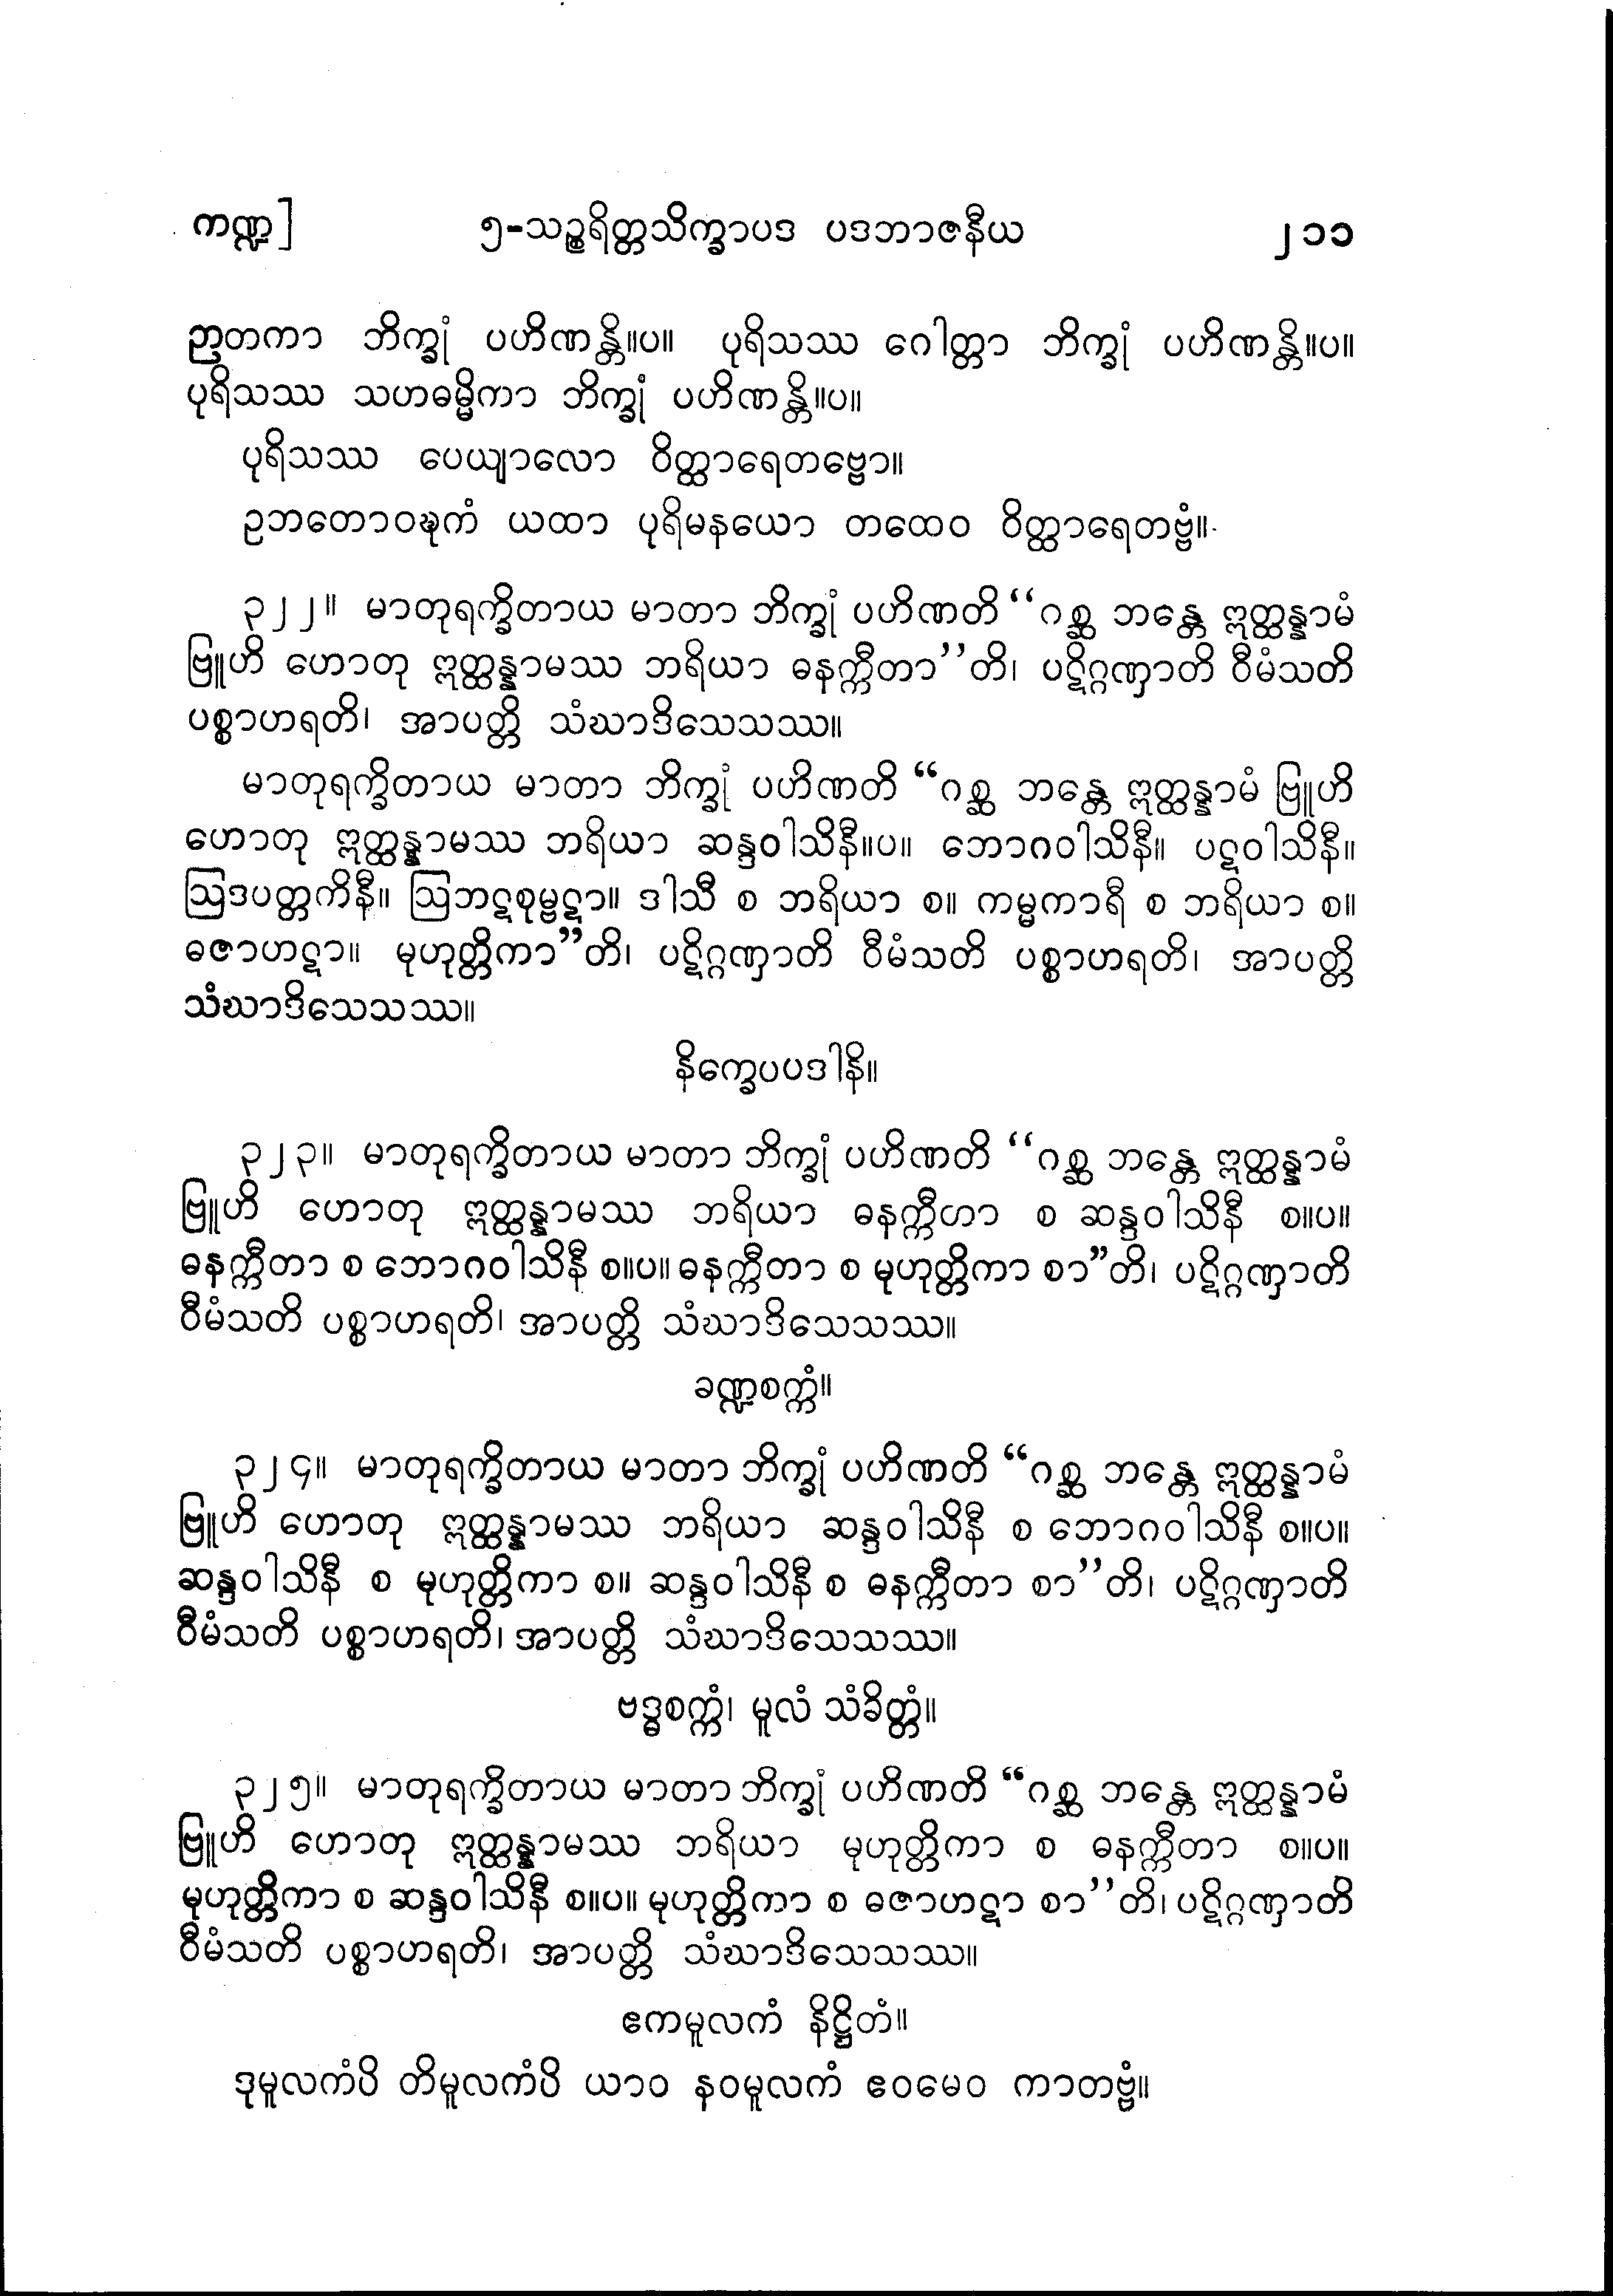 ကဏ္ဍ] ၅-သဉ္စရိတ္တသိက္ခာပဒ ပဒဘာဇနီယ ၂၁၁
ဉာတကာ ဘိက္ခုံ ပဟိဏန္တိ။ပ။ ပုရိသဿ ဂေါတ္တာ ဘိက္ခုံ ပဟိဏန္တိ။ပ။
ပုရိသဿ သဟဓမ္မိကာ ဘိက္ခုံ ပဟိဏန္တိ။ပ။
ပုရိသဿ ပေယျာလော ဝိတ္ထာရေတဗ္ဗော။
ဥဘတောဝဍ္ဎကံ ယထာ ပုရိမနယော တထေဝ ဝိတ္ထာရေတဗ္ဗံ။
၃၂၂။ မာတုရက္ခိတာယ မာတာ ဘိက္ခုံ ပဟိဏတိ “ဂစ္ဆ ဘန္တေ ဣတ္ထန္နာမံ
ဗြူဟိ ဟောတု ဣတ္ထန္နာမဿ ဘရိယာ ဓနက္ကီတာ”တိ၊ ပဋိဂ္ဂဏှာတိ ဝီမံသတိ
ပစ္စာဟရတိ၊ အာပတ္တိ သံဃာဒိသေသဿ။
မာတုရက္ခိတာယ မာတာ ဘိက္ခုံ ပဟိဏတိ “ဂစ္ဆ ဘန္တေ ဣတ္ထန္နာမံ ဗြူဟိ
ဟောတု ဣတ္ထန္နာမဿ ဘရိယာ ဆန္ဒဝါသိနီ။ပ။ ဘောဂဝါသိနီ။ ပဋဝါသိနီ။
ဩဒပတ္တကိနီ။ ဩဘဋစုမ္ဗဋာ။ ဒါသီ စ ဘရိယာ စ။ ကမ္မကာရီ စ ဘရိယာ စ။
ဓဇာဟဋာ။ မုဟုတ္တိကာ”တိ၊ ပဋိဂ္ဂဏှာတိ ဝီမံသတိ ပစ္စာဟရတိ၊ အာပတ္တိ
သံဃာဒိသေသဿ။
နိက္ခေပပဒါနိ။
၃၂၃။ မာတုရက္ခိတာယ မာတာ ဘိက္ခုံ ပဟိဏတိ “ဂစ္ဆ ဘန္တေ ဣတ္ထန္နာမံ
ဗြူဟိ ဟောတု ဣတ္ထန္နာမဿ ဘရိယာ ဓနက္ကီတာ စ ဆန္ဒဝါသိနီ စ။ပ။
ဓနက္ကီတာ စ ဘောဂဝါသိနီ စ။ပ။ ဓနက္ကီတာ စ မုဟုတ္တိကာ စာ”တိ၊ ပဋိဂ္ဂဏှာတိ
ဝီမံသတိ ပစ္စာဟရတိ၊ အာပတ္တိ သံဃာဒိသေသဿ။
ခဏ္ဍစက္ကံ။
၃၂၄။ မာတုရက္ခိတာယ မာတာ ဘိက္ခုံ ပဟိဏတိ “ဂစ္ဆ ဘန္တေ ဣတ္ထန္နာမံ
ဗြူဟိ ဟောတု ဣတ္ထန္နာမဿ ဘရိယာ ဆန္ဒဝါသိနီ စ ဘောဂဝါသိနီ စ။ပ။
ဆန္ဒဝါသိနီ စ မုဟုတ္တိကာ စ။ ဆန္ဒဝါသိနီ စ ဓနက္ကီတာ စာ”တိ၊ ပဋိဂ္ဂဏှာတိ
ဝီမံသတိ ပစ္စာဟရတိ၊ အာပတ္တိ သံဃာဒိသေသဿ။
ဗဒ္ဓစက္ကံ၊ မူလံ သံခိတ္တံ။
၃၂၅။ မာတုရက္ခိတာယ မာတာ ဘိက္ခုံ ပဟိဏတိ “ဂစ္ဆ ဘန္တေ ဣတ္ထန္နာမံ
ဗြူဟိ ဟောတု ဣတ္ထန္နာမဿ ဘရိယာ မုဟုတ္တိကာ စ ဓနက္ကီတာ စ။ပ။
မုဟုတ္တိကာ စ ဆန္ဒဝါသိနီ စ။ပ။ မုဟုတ္တိကာ စ ဓဇာဟဋာ စာ”တိ၊ ပဋိဂ္ဂဏှာတိ
ဝီမံသတိ ပစ္စာဟရတိ၊ အာပတ္တိ သံဃာဒိသေသဿ။
ဧကမူလကံ နိဋ္ဌိတံ။
ဒုမူလကံပိ တိမူလကံပိ ယာဝ နဝမူလကံ ဧဝမေဝ ကာတဗ္ဗံ။